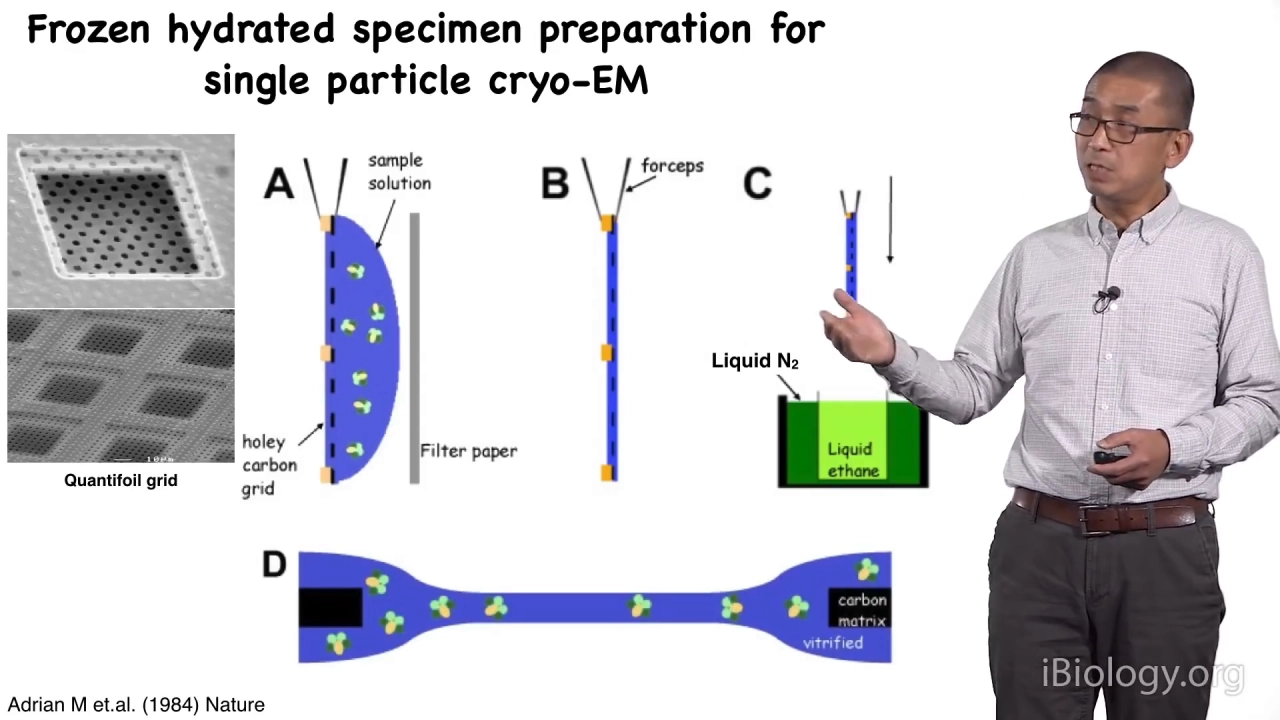 Frozen hydrated specimen preparation for
single particle cryo-EM
A
sample
solution
B
forceps
C
Liquid N₂
holey
carbon
grid
Filter paper
Liquid
ethane
10µm
Quantifoil grid
D
carbon
matrix
vitrified
iBiology.org
Adrian M et.al. (1984) Nature